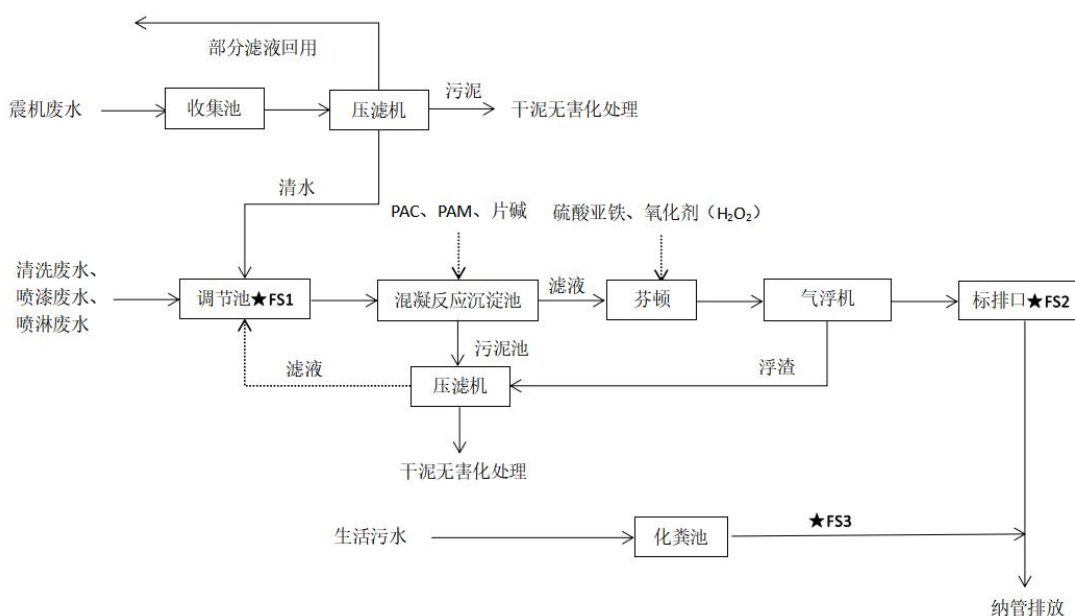 部分滤液回用
震机废水
收集池
压滤机
污泥
干泥无害化处理
清水
PAC、PAM、片碱
硫酸亚铁、氧化剂（H₂O₂）
清洗废水、
喷漆废水、
喷淋废水
调节池★FS1
混凝反应沉淀池
滤液
芬顿
气浮机
标排口★FS2
污泥池
滤液
压滤机
浮渣
干泥无害化处理
生活污水
化粪池
★FS3
纳管排放